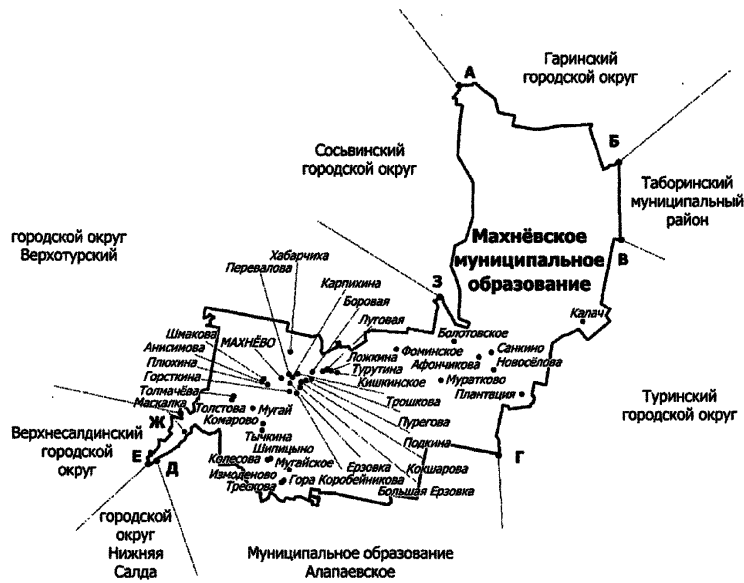 А
Гаринский
городской округ
Б
Сосьвинский
городской округ
Таборинский
муниципальный
район
городской округ
Верхотурский
Махнёвское
муниципальное
образование
В
Хабарчиха
Перевалова
З
Карпихина
Боровая
Луговая
Калач
Болотовское
Шмакова
МАХНЁВО
Анисимова
Плюхина
Горсткина
Толмачёва
Маскалка
Ложкина
Фоминское
Санкино
Турутина
Афончикова
Новосёлова
Кишкинское
Муратково
Плантация
Трошкова
Туринский
городской округ
Ж
Толстова
Мугай
Комарово
Пурегова
Верхнесалдинский
городской
округ
Тычкина
Подкина
Шипицыно
Е
Д
Колесова
Мугайское
Ерзовка
Кокшарова
Г
Измоденово
Гора Коробейникова
Трескова
Большая Ерзовка
городской
округ
Нижняя
Салда
Муниципальное образование
Алапаевское